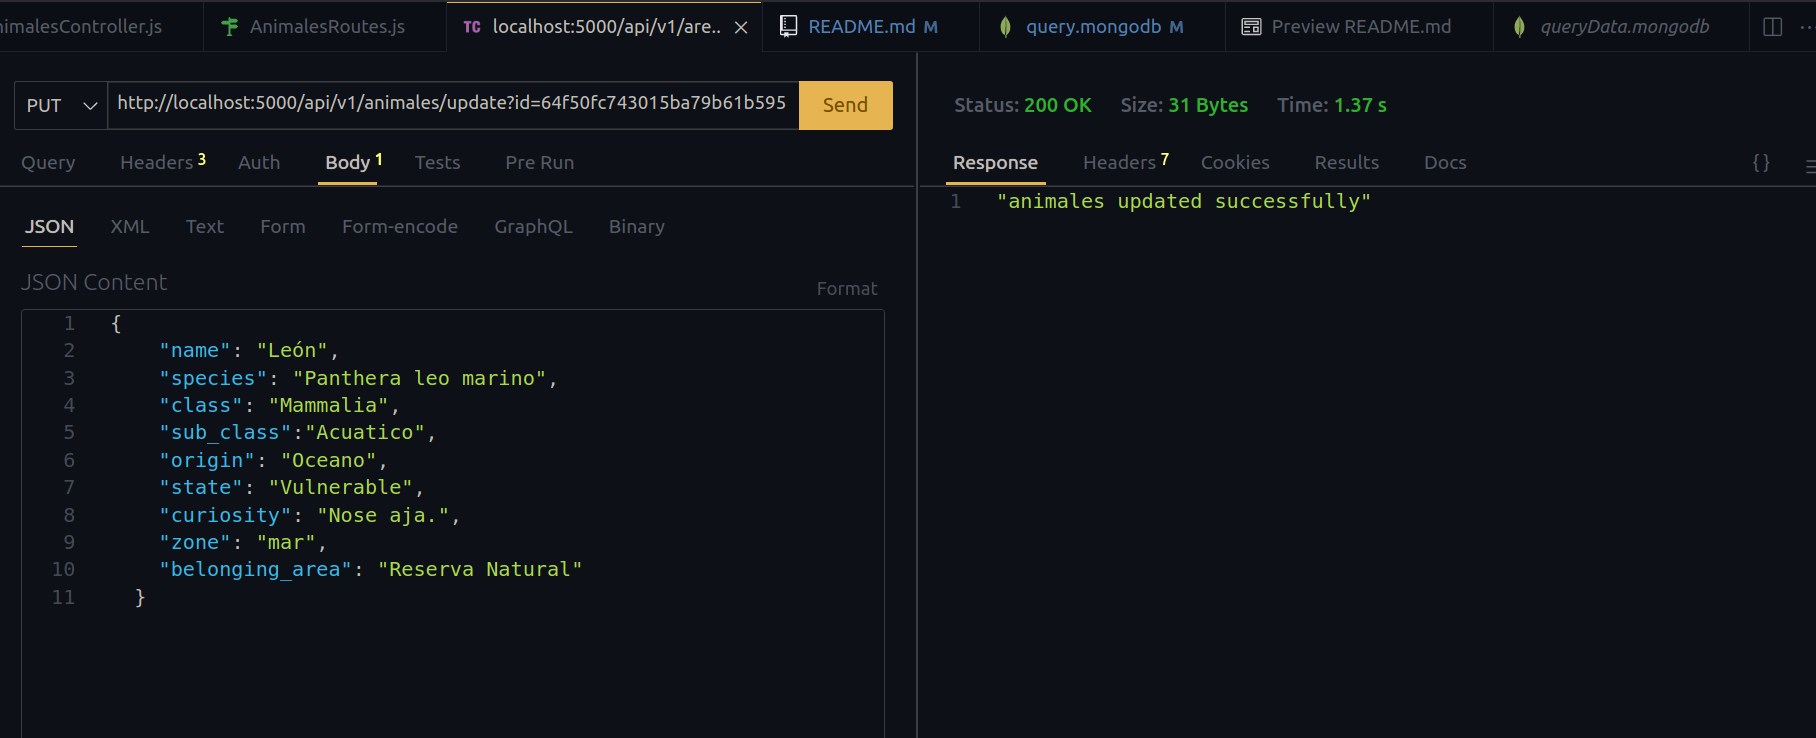 nimalesController.js AnimalesRoutes.js TC localhost:5000/api/v1/are.. README.md M query.mongodb M Preview README.md queryData.mongodb
PUT http://localhost:5000/api/v1/animales/update?id=64f50fc743015ba79b61b595 Send
Query Headers 3 Auth Body 1 Tests Pre Run
JSON XML Text Form Form-encode GraphQL Binary
JSON Content
Format
1 {
2 "name": "León",
3 "species": "Panthera leo marino",
4 "class": "Mammalia",
5 "sub_class":"Acuatico",
6 "origin": "Oceano",
7 "state": "Vulnerable",
8 "curiosity": "Nose aja.",
9 "zone": "mar",
10 "belonging_area": "Reserva Natural"
11 }
Status: 200 OK Size: 31 Bytes Time: 1.37 s
Response Headers 7 Cookies Results Docs {}
1 "animales updated successfully"